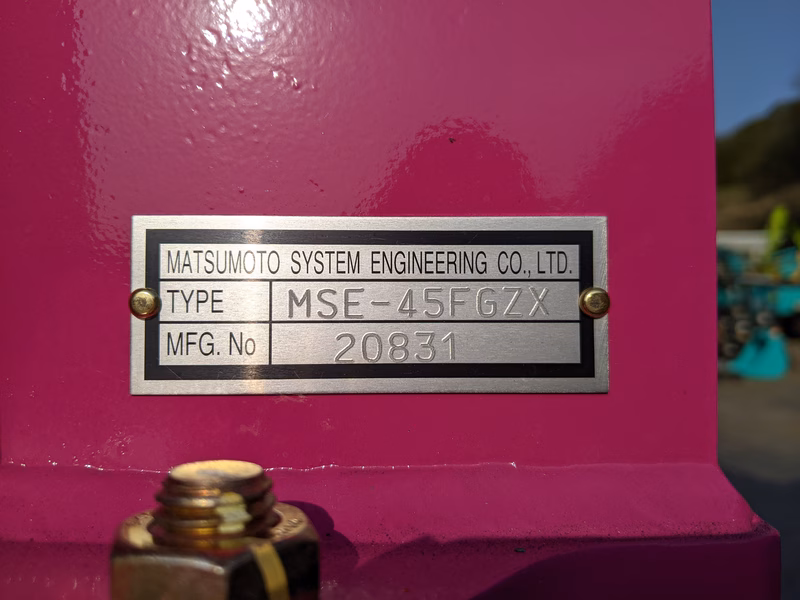 MATSUMOTO SYSTEM ENGINEERING CO., LTD.
TYPE MSE-45FGZX
MFG. No 20831